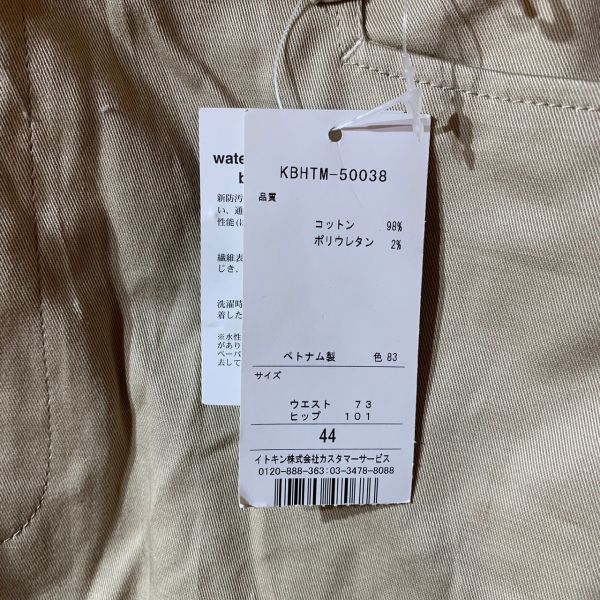 KBHTM-50038
品質
コットン 98%
ポリウレタン 2%
ベトナム製 色 83
サイズ
ウエスト 73
ヒップ 101
44
イトキン株式会社カスタマーサービス
0120-888-363:03-3478-8088
wate
b
新防汚
い、通
性能(に
繊維表
じき、
洗濯時
着した
※水性
があり
ペーパ
去して